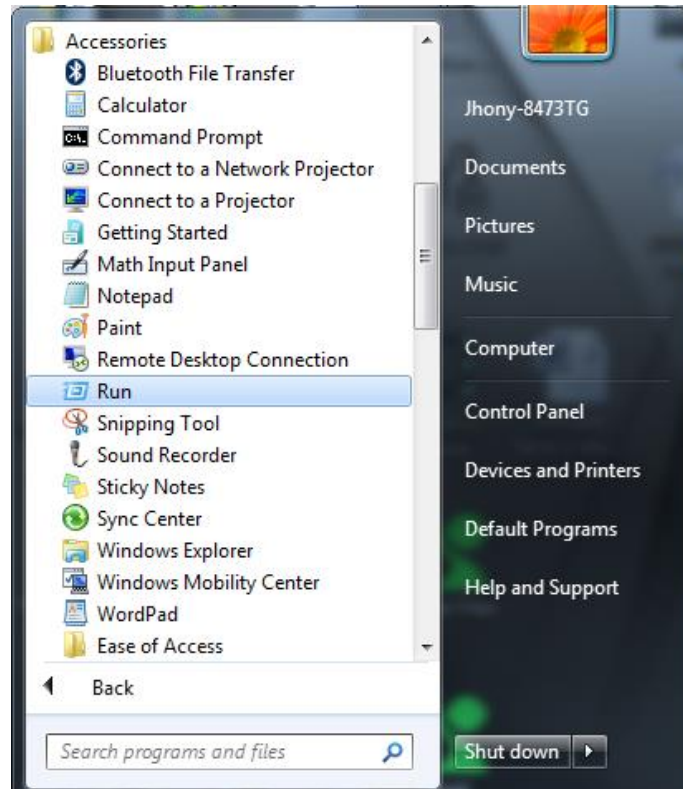 Accessories
Bluetooth File Transfer
Calculator
Command Prompt
Connect to a Network Projector
Connect to a Projector
Getting Started
Math Input Panel
Notepad
Paint
Remote Desktop Connection
Run
Snipping Tool
Sound Recorder
Sticky Notes
Sync Center
Windows Explorer
Windows Mobility Center
WordPad
Ease of Access
Back
Search programs and files
Jhony-8473TG
Documents
Pictures
Music
Computer
Control Panel
Devices and Printers
Default Programs
Help and Support
Shut down